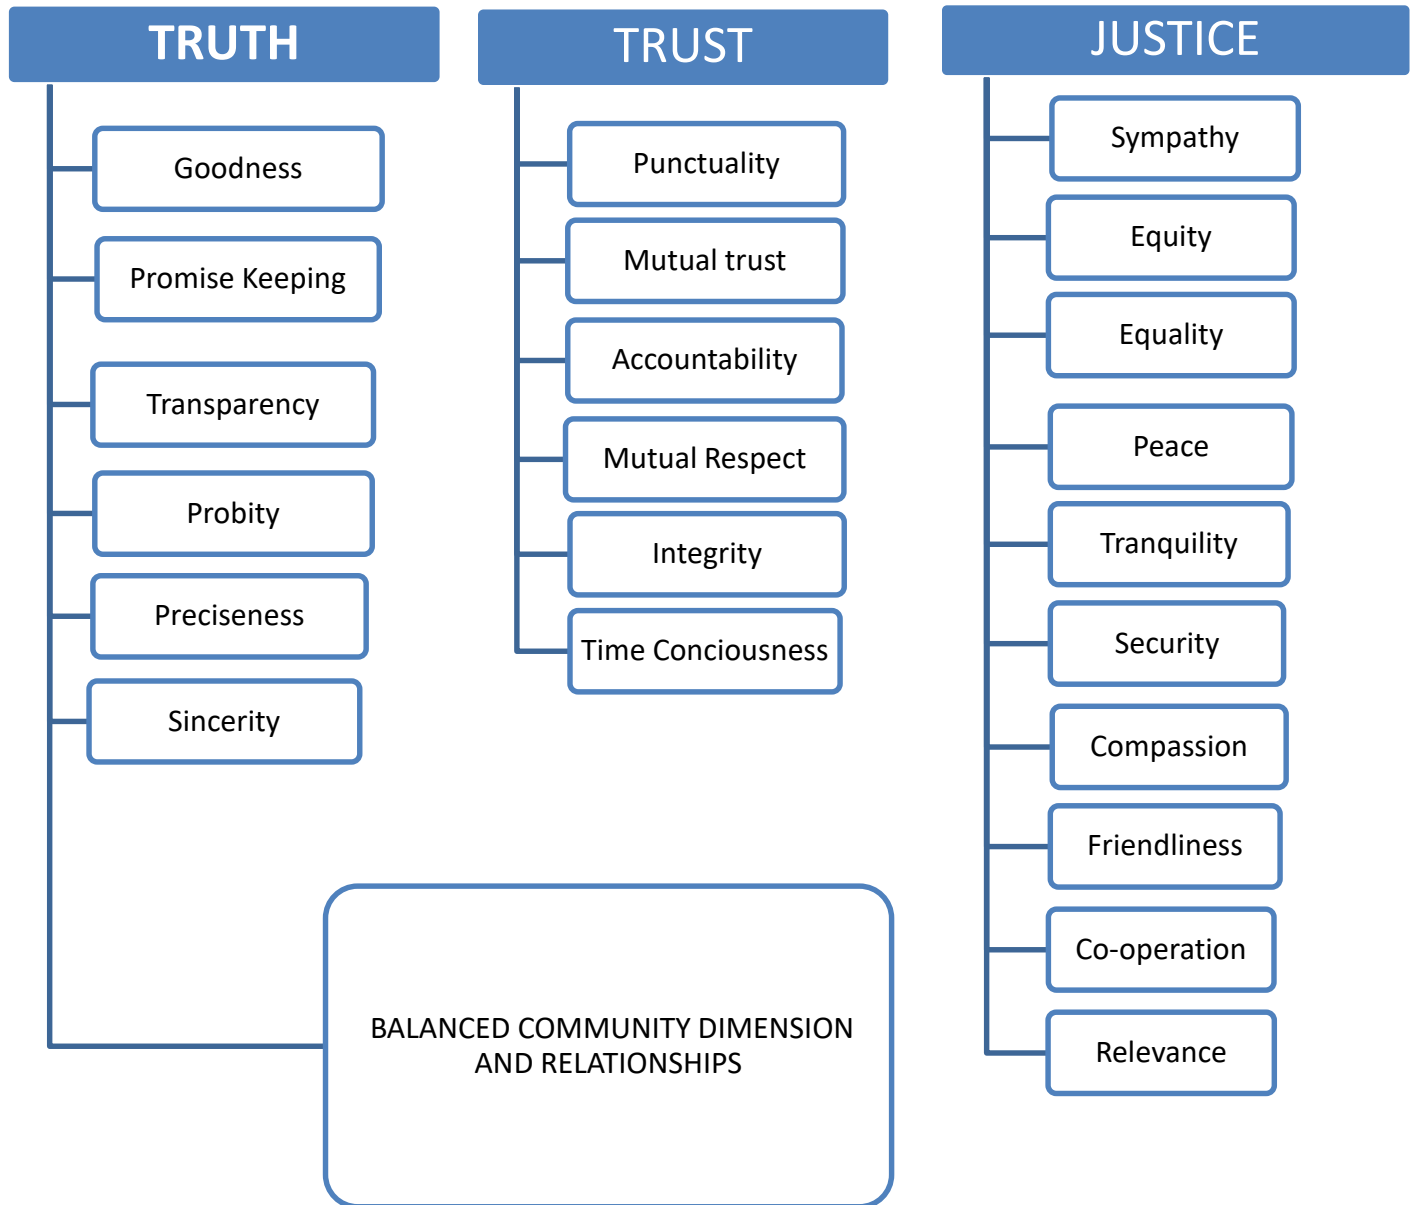 TRUTH
Goodness
Promise Keeping
Transparency
Probity
Preciseness
Sincerity
BALANCED COMMUNITY DIMENSION
AND RELATIONSHIPS
TRUST
Punctuality
Mutual trust
Accountability
Mutual Respect
Integrity
Time Conciousness
JUSTICE
Sympathy
Equity
Equality
Peace
Tranquility
Security
Compassion
Friendliness
Co-operation
Relevance